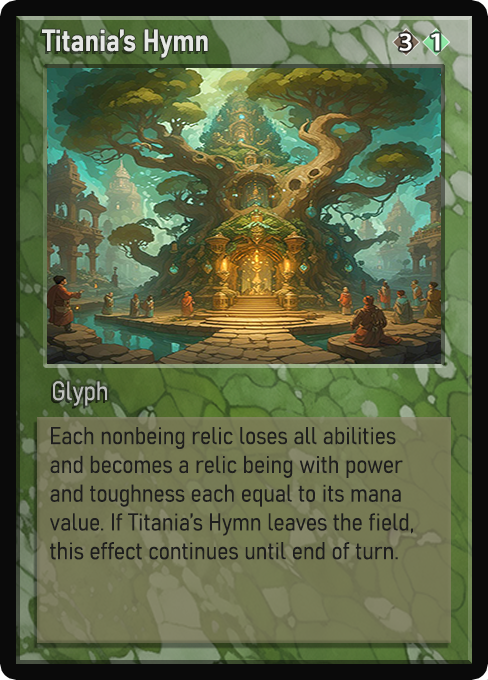 Titania's Hymn 3 1
Glyph
Each nonbeing relic loses all abilities
and becomes a relic being with power
and toughness each equal to its mana
value. If Titania's Hymn leaves the field,
this effect continues until end of turn.